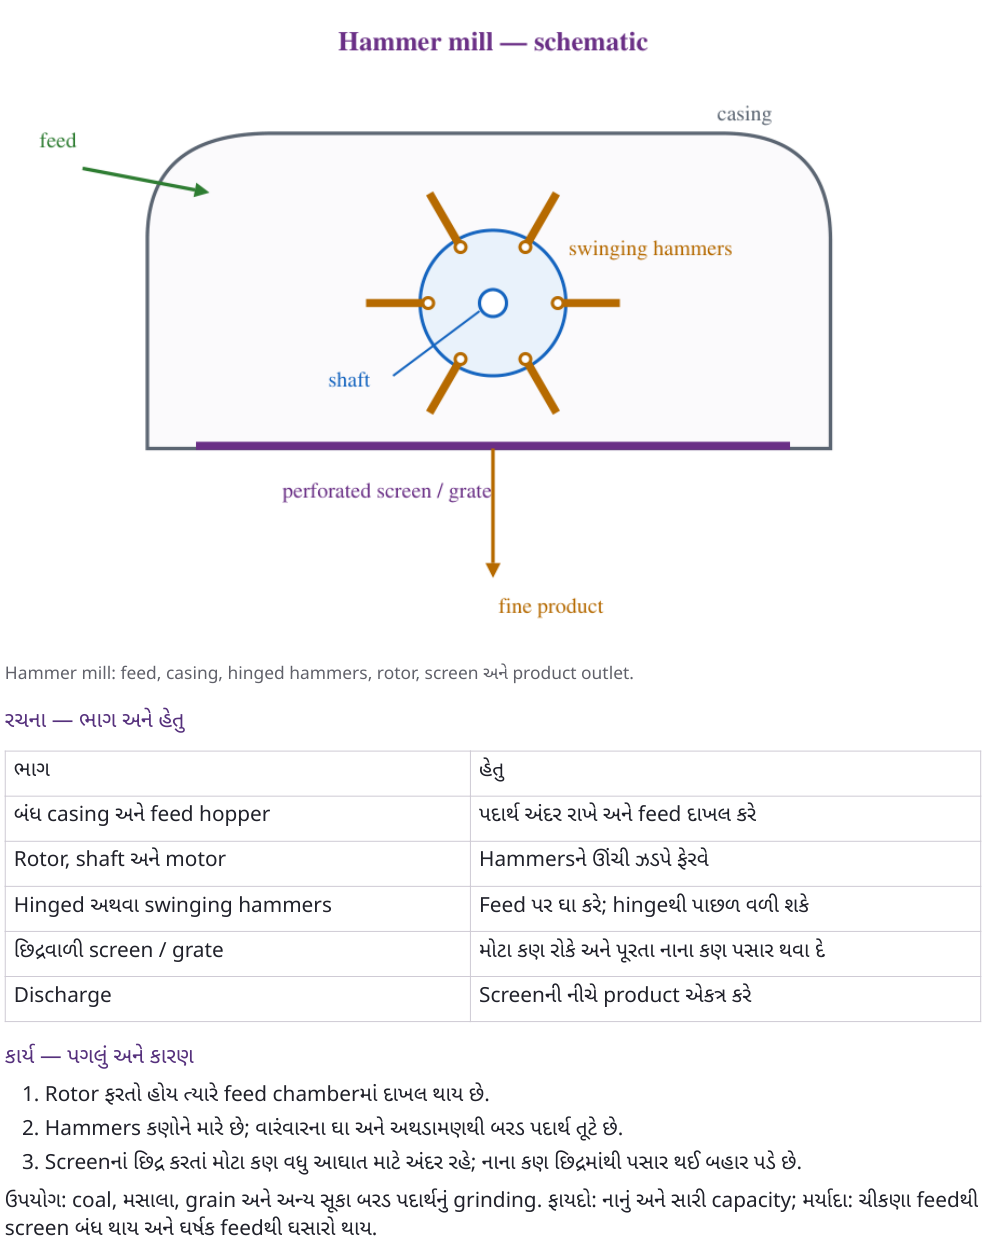 Hammer mill — schematic
casing
feed
swinging hammers
shaft
perforated screen / grate
fine product
Hammer mill: feed, casing, hinged hammers, rotor, screen અને product outlet.
રચના — ભાગ અને હેતુ
ભાગ હેતુ
બંધ casing અને feed hopper પદાર્થ અંદર રાખે અને feed દાખલ કરે
Rotor, shaft અને motor Hammersને ઊંચી ઝડપે ફેરવે
Hinged અથવા swinging hammers Feed પર ઘા કરે; hingeથી પાછળ વળી શકે
છિદ્રવાળી screen / grate મોટા કણ રોકે અને પૂરતા નાના કણ પસાર થવા દે
Discharge Screenની નીચે product એકત્ર કરે
કાર્ય — પગલું અને કારણ
1. Rotor ફરતો હોય ત્યારે feed chamberમાં દાખલ થાય છે.
2. Hammers કણોને મારે છે; વારંવારના ઘા અને અથડામણથી બરડ પદાર્થ તૂટે છે.
3. Screenનાં છિદ્ર કરતાં મોટા કણ વધુ આઘાત માટે અંદર રહે; નાના કણ છિદ્રમાંથી પસાર થઈ બહાર પડે છે.
ઉપયોગ: coal, મસાલા, grain અને અન્ય સૂકા બરડ પદાર્થનું grinding. ફાયદો: નાનું અને સારી capacity; મર્યાદા: ચીકણા feedથી
screen બંધ થાય અને ઘર્ષક feedથી ઘસારો થાય.